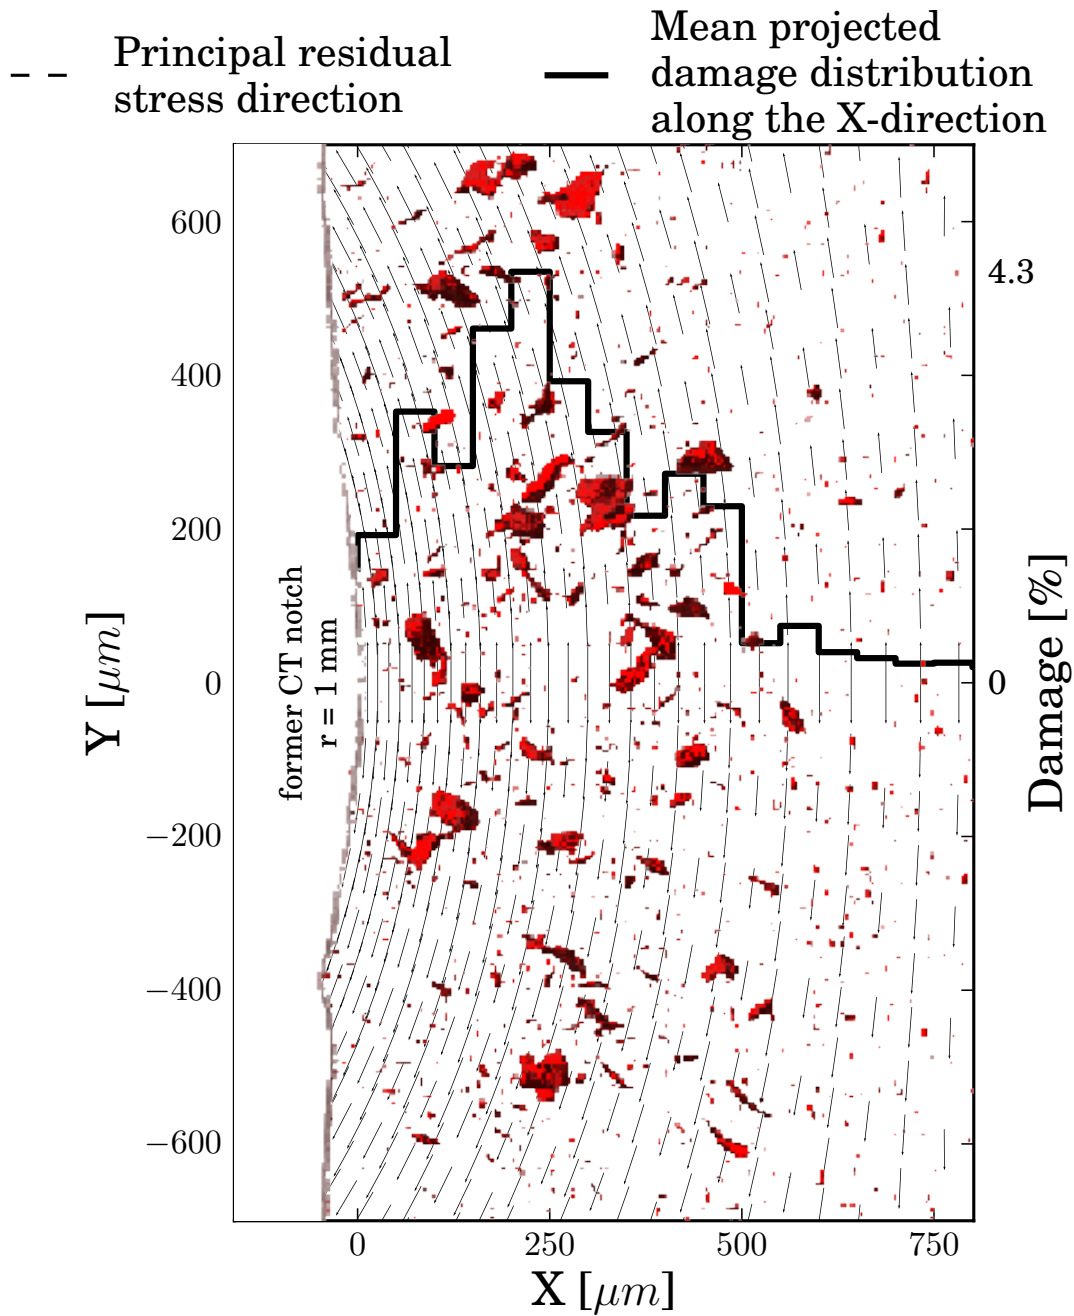 Principal residual
stress direction
Mean projected
damage distribution
along the X-direction
600
400
200
0
−200
−400
−600
Y [μm]
former CT notch
r = 1 mm
4.3
0
Damage [%]
0
250
500
750
X [μm]